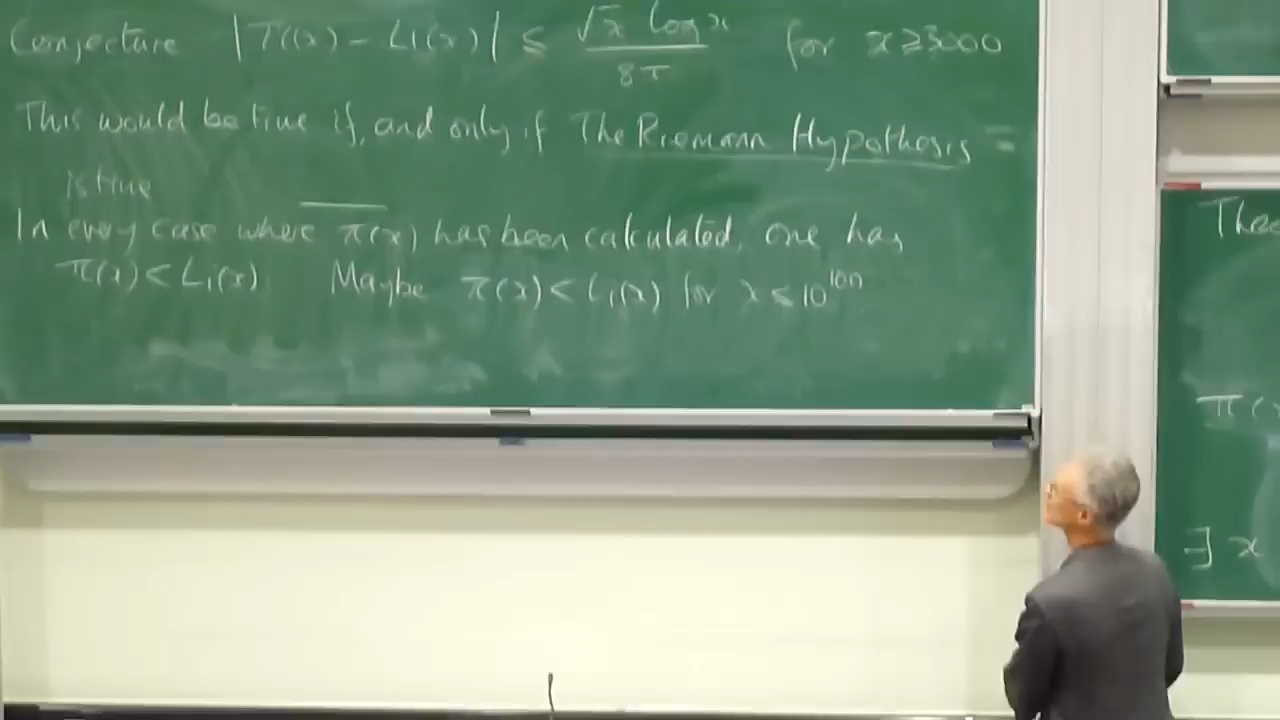 Conjecture |π(x) - Li(x)| ≤ √x log x / 8π for x ≥ 3000
This would be true if, and only if The Riemann Hypothesis
is true
In every case where π(x) has been calculated, one has
π(x) < Li(x) Maybe π(x) < Li(x) for x ≤ 10^100
π(
∃ x